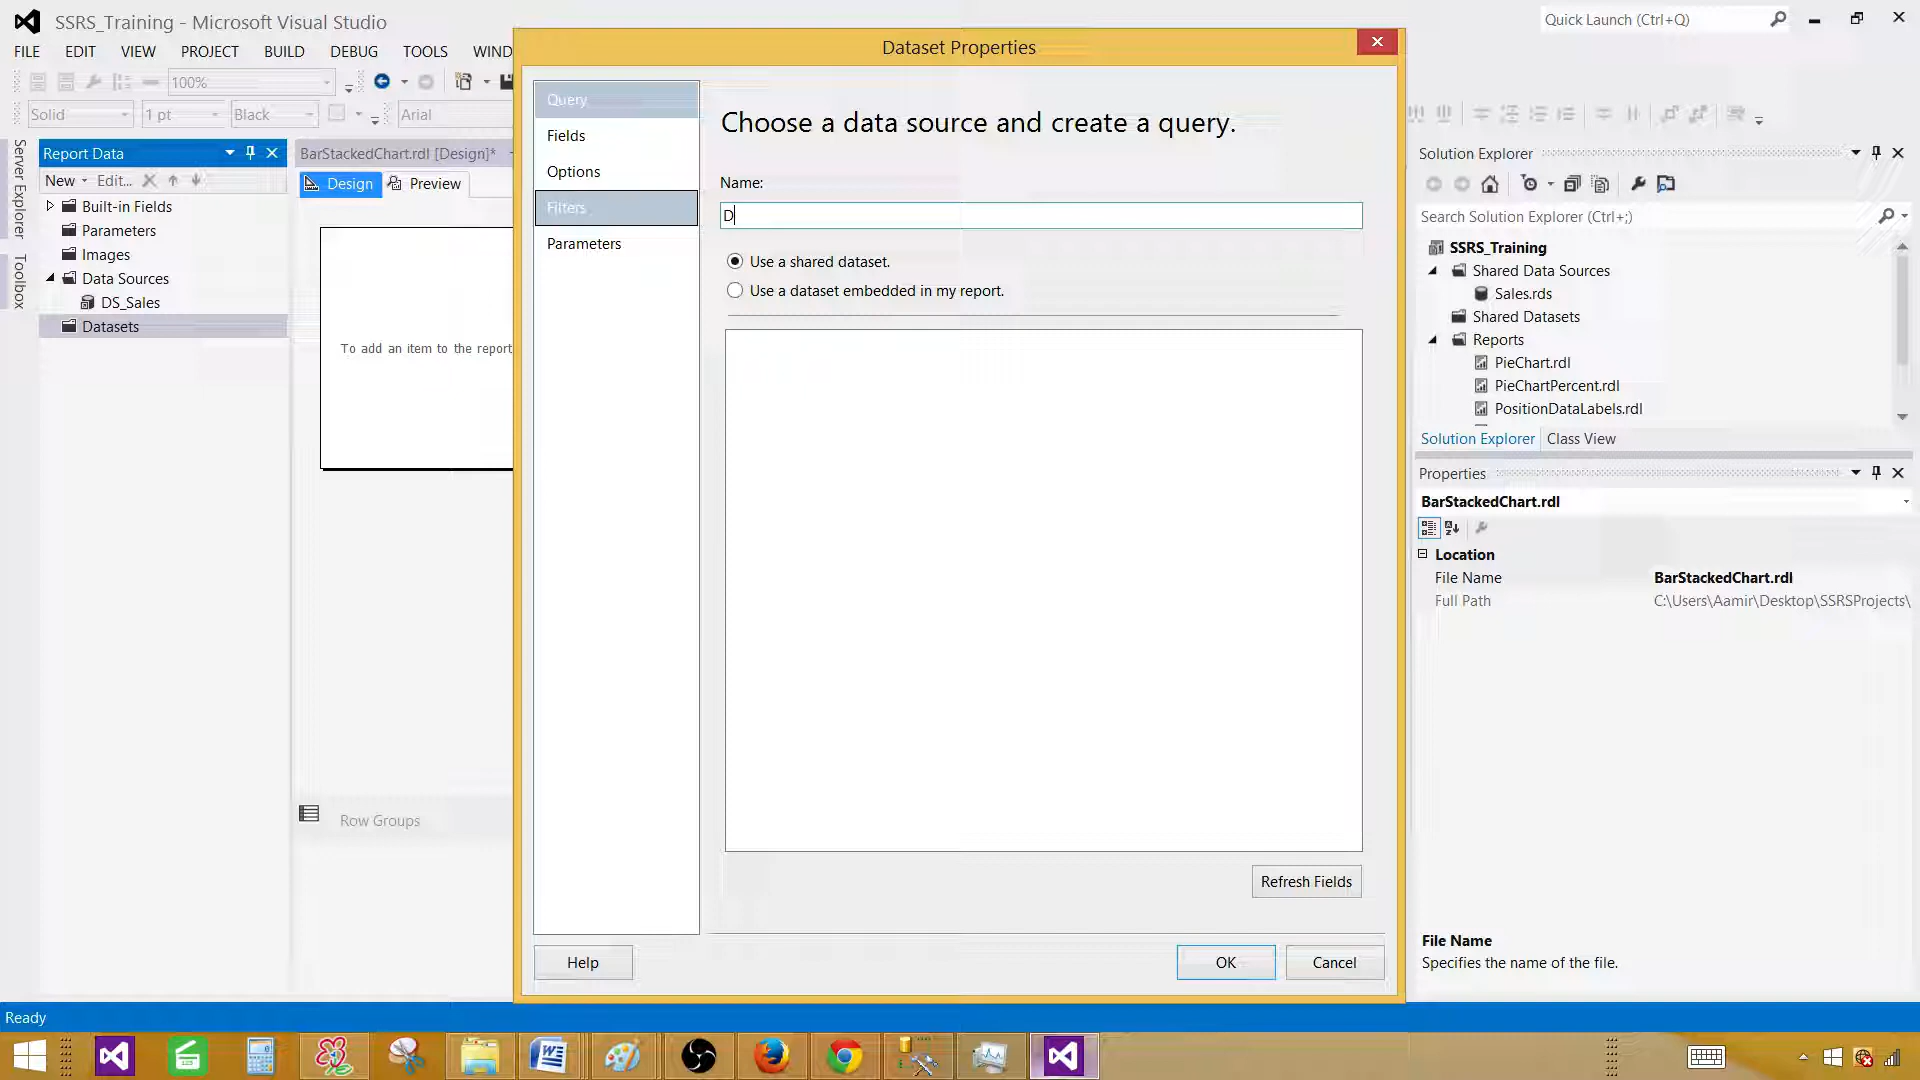 SSRS_Training - Microsoft Visual Studio
Quick Launch (Ctrl+Q)
FILE EDIT VIEW PROJECT BUILD DEBUG TOOLS WIND
100%
Solid 1 pt Black Arial
Server Explorer
Toolbox
Report Data
New Edit...
Built-in Fields
Parameters
Images
Data Sources
DS_Sales
Datasets
BarStackedChart.rdl [Design]*
Design Preview
To add an item to the report
Row Groups
Dataset Properties
Query
Fields
Options
Filters
Parameters
Choose a data source and create a query.
Name:
D
Use a shared dataset.
Use a dataset embedded in my report.
Refresh Fields
Help
OK
Cancel
Solution Explorer
Search Solution Explorer (Ctrl+;)
SSRS_Training
Shared Data Sources
Sales.rds
Shared Datasets
Reports
PieChart.rdl
PieChartPercent.rdl
PositionDataLabels.rdl
Solution Explorer Class View
Properties
BarStackedChart.rdl
Location
File Name BarStackedChart.rdl
Full Path C:\Users\Aamir\Desktop\SSRSProjects\
File Name
Specifies the name of the file.
Ready